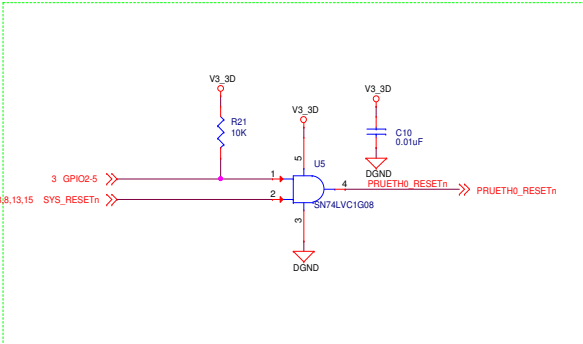 V3_3D
V3_3D
V3_3D
R21
10K
C10
0.01uF
DGND
5
U5
3 GPIO2-5
1
4
PRUETH0_RESETn
PRUETH0_RESETn
,8,13,15 SYS_RESETn
2
SN74LVC1G08
3
DGND